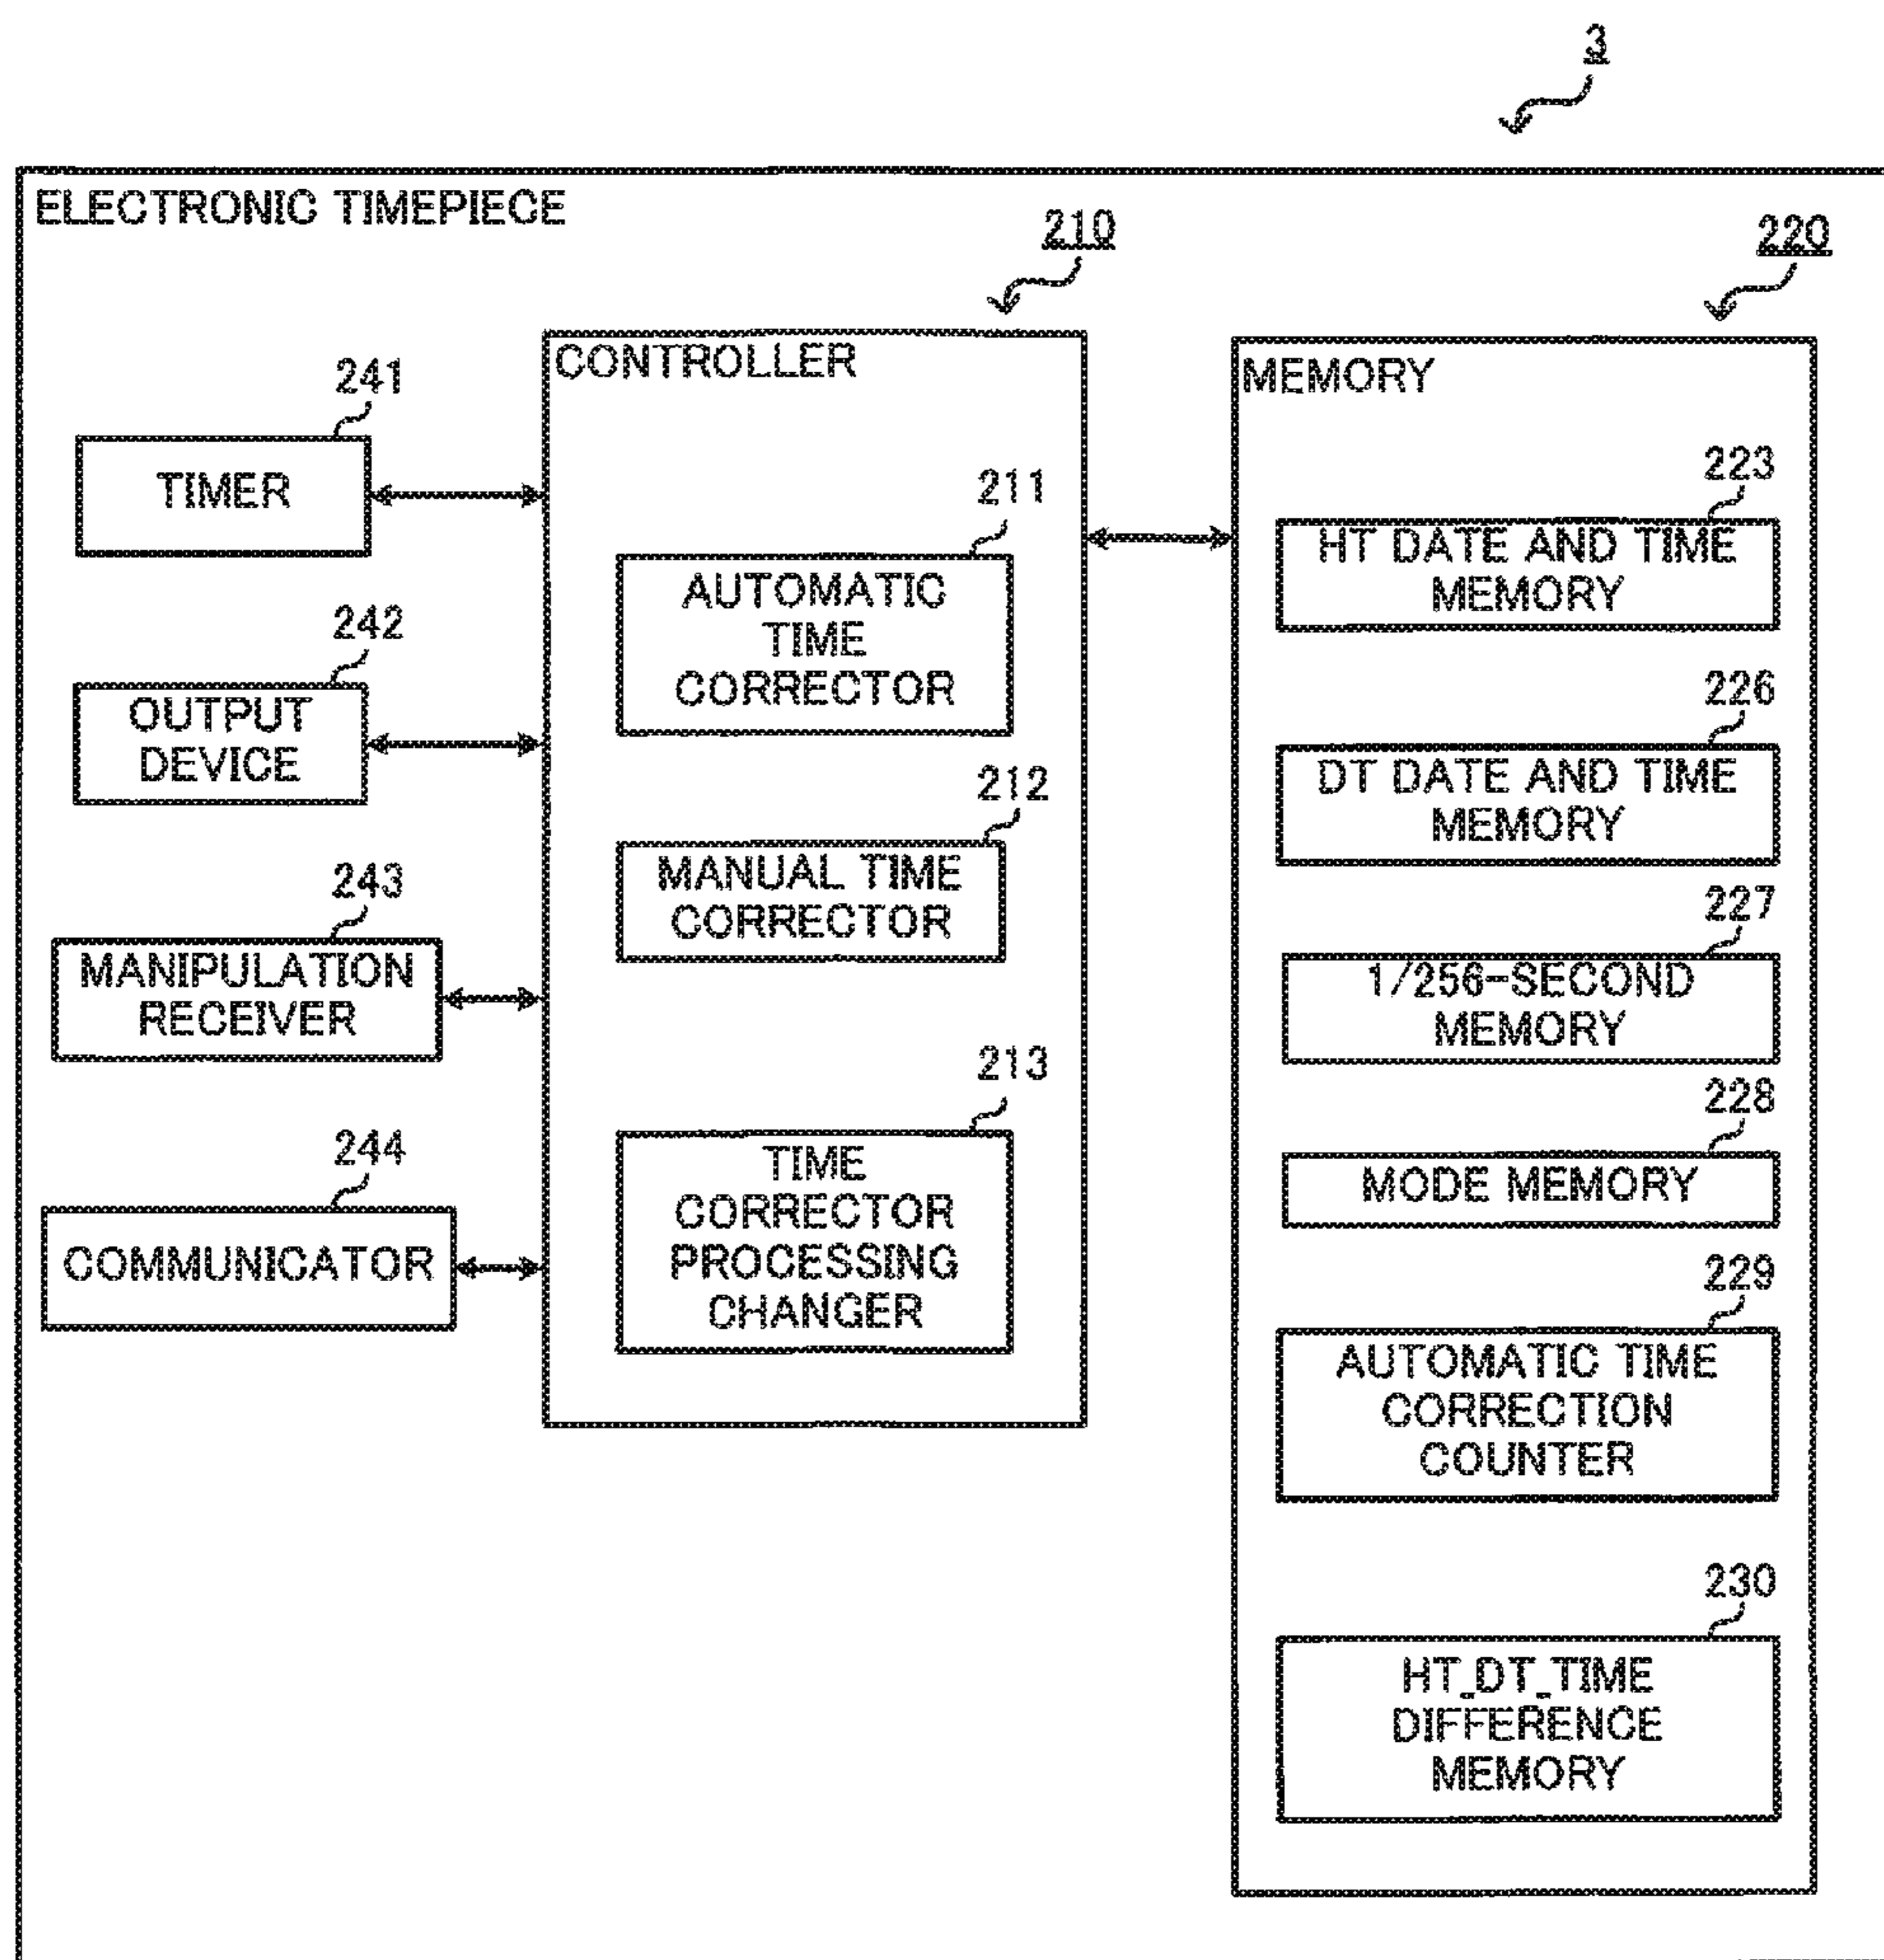 3
ELECTRONIC TIMEPIECE
210
220
CONTROLLER
MEMORY
241
TIMER
242
OUTPUT
DEVICE
243
MANIPULATION
RECEIVER
244
COMMUNICATOR
211
AUTOMATIC
TIME
CORRECTOR
212
MANUAL TIME
CORRECTOR
213
TIME
CORRECTOR
PROCESSING
CHANGER
223
HT DATE AND TIME
MEMORY
226
DT DATE AND TIME
MEMORY
227
1/256-SECOND
MEMORY
228
MODE MEMORY
229
AUTOMATIC TIME
CORRECTION
COUNTER
230
HT_DT_TIME
DIFFERENCE
MEMORY